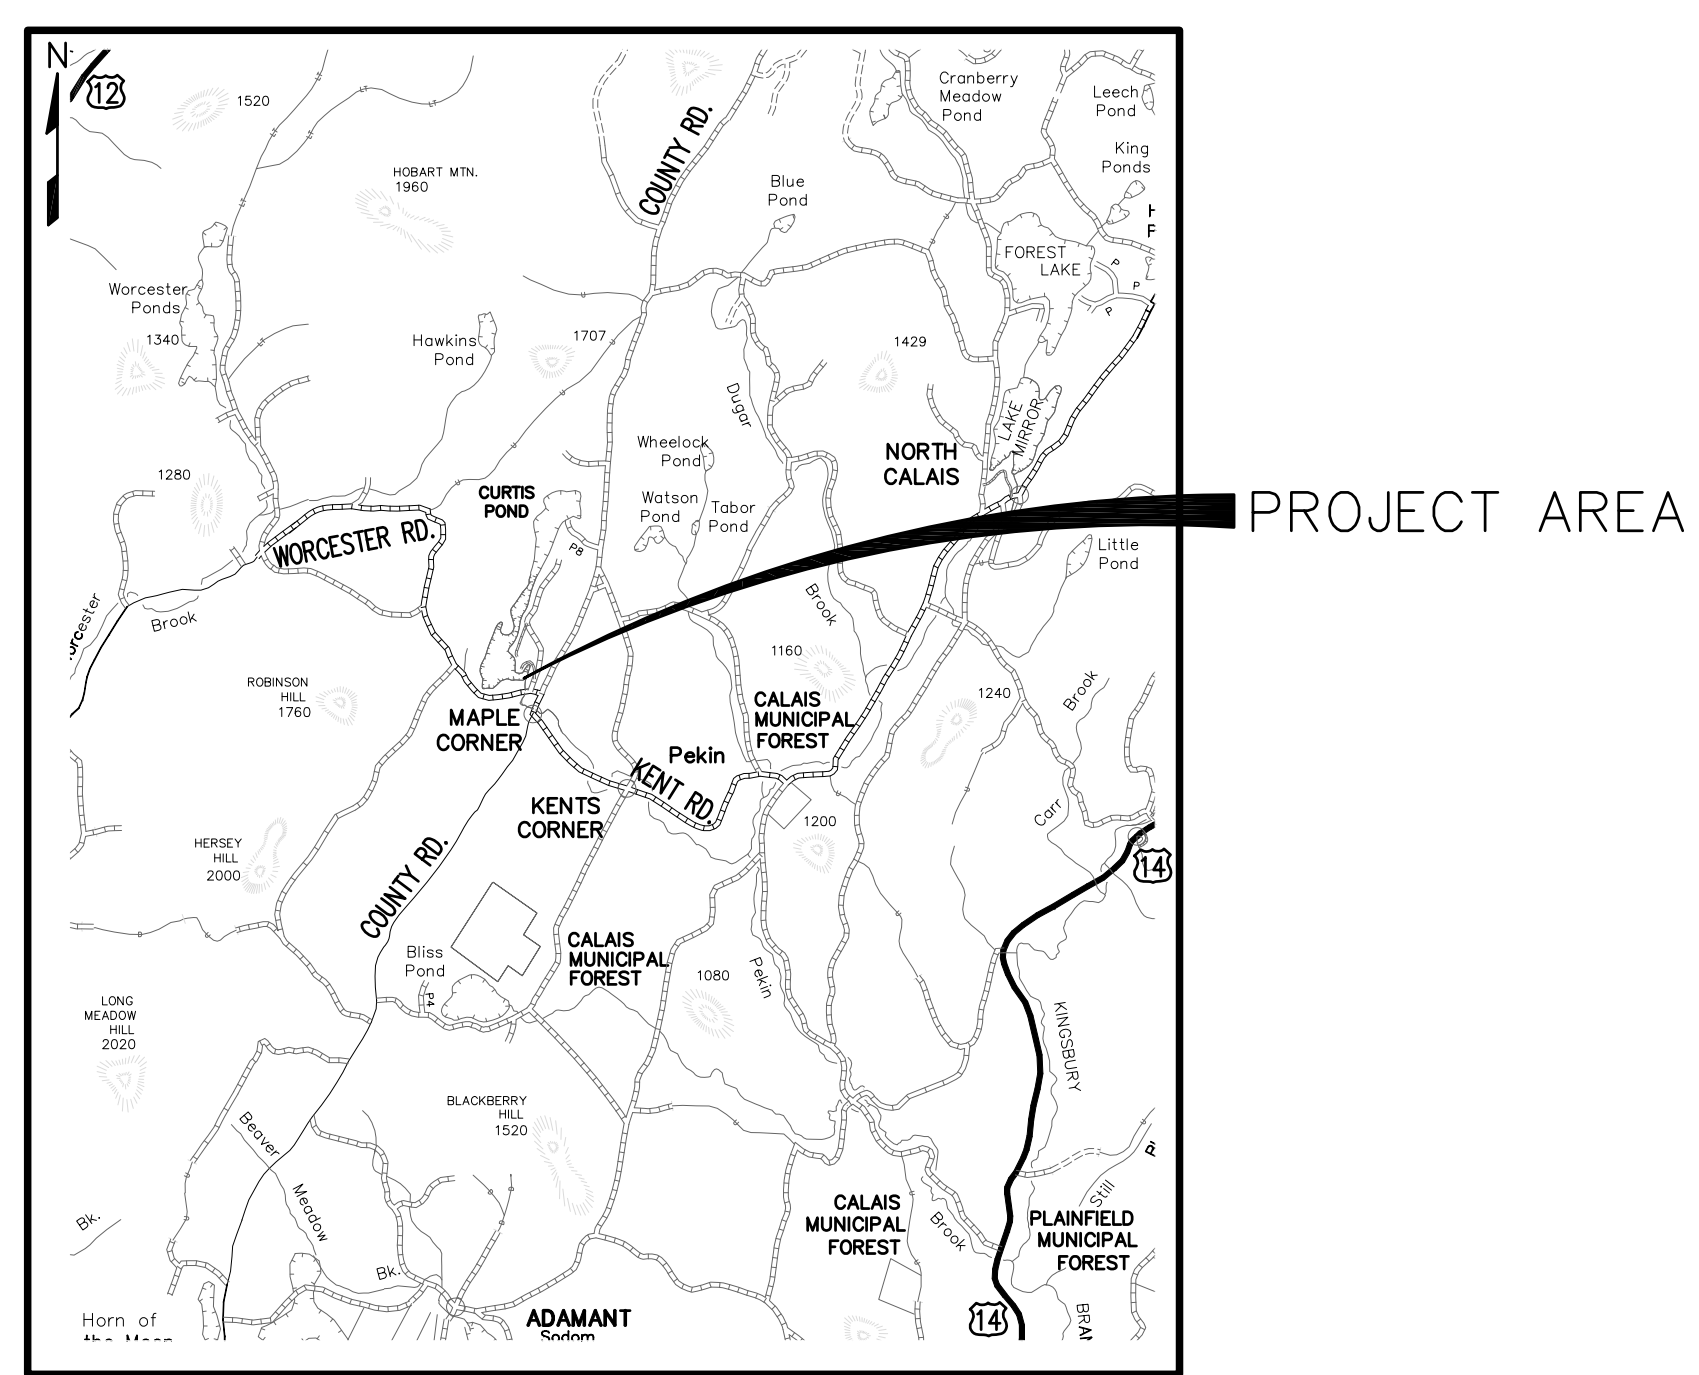 N
12
1520
COUNTY RD.
Cranberry
Meadow
Pond
Leech
Pond
King
Ponds
HOBART MTN.
1960
Blue
Pond
FOREST
LAKE
P
P
P
Worcester
Ponds
1340
Hawkins
Pond
1707
1429
Dugar
LAKE
MIRROR
Wheelock
Pond
NORTH
CALAIS
1280
CURTIS
POND
Watson
Pond
Tabor
Pond
PROJECT AREA
WORCESTER RD.
P8
Little
Pond
Brook
Brook
1160
ROBINSON
HILL
1760
CALAIS
MUNICIPAL
FOREST
1240
Brook
MAPLE
CORNER
Pekin
KENT RD.
KENTS
CORNER
1200
Carr
HERSEY
HILL
2000
14
COUNTY RD.
CALAIS
MUNICIPAL
FOREST
Bliss
Pond
P4
1080
Pekin
LONG
MEADOW
HILL
2020
KINGSBURY
BLACKBERRY
HILL
1520
Beaver
Meadow
Still
Bk.
CALAIS
MUNICIPAL
FOREST
Brook
PLAINFIELD
MUNICIPAL
FOREST
Bk.
14
Horn of
ADAMANT
Sodom